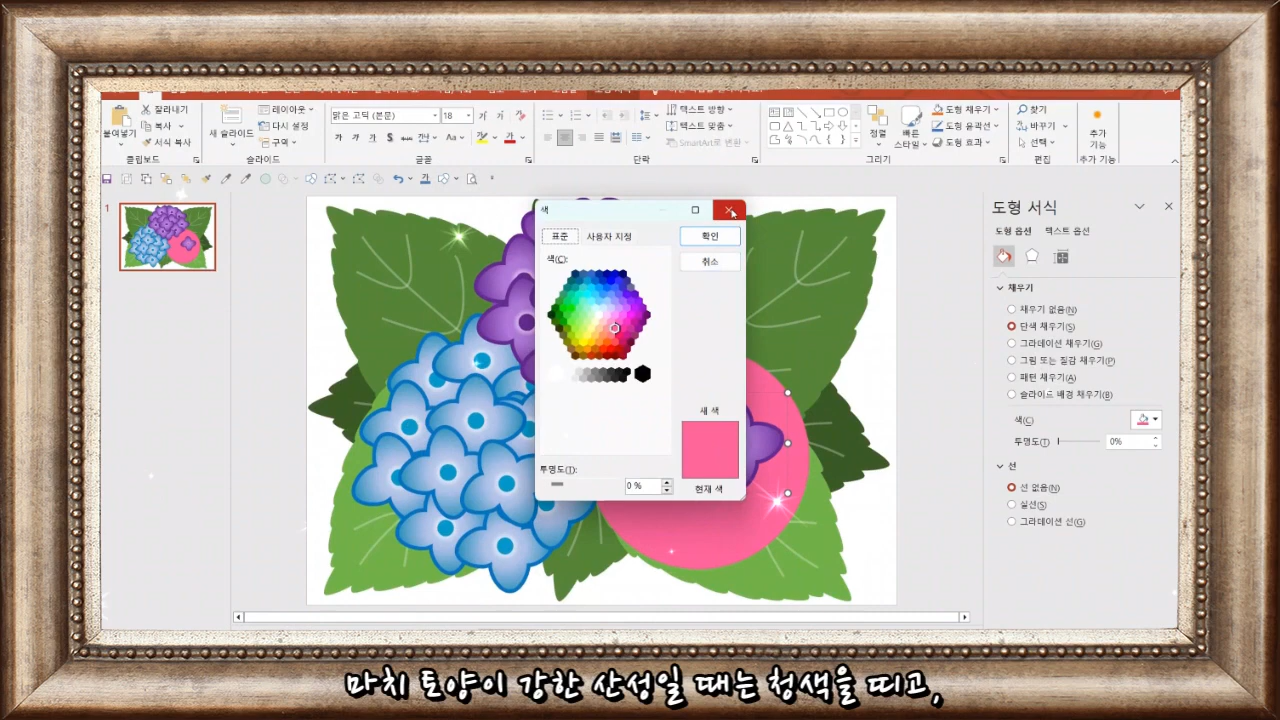 잘라내기
복사
서식 복사
붙여넣기
클립보드
새 슬라이드
레이아웃
다시 설정
구역
슬라이드
맑은 고딕 (본문)
18
가 가 가 S
Aa
글꼴
텍스트 방향
텍스트 맞춤
SmartArt로 변환
단락
정렬
빠른
스타일
도형 채우기
도형 윤곽선
도형 효과
그리기
찾기
바꾸기
선택
편집
추가
기능
추가 기능
1
색
표준
사용자 지정
확인
취소
색(C):
새 색
현재 색
투명도(T):
0 %
도형 서식
도형 옵션
텍스트 옵션
채우기
채우기 없음(N)
단색 채우기(S)
그라데이션 채우기(G)
그림 또는 질감 채우기(P)
패턴 채우기(A)
슬라이드 배경 채우기(B)
색(C)
투명도(T)
0%
선
선 없음(N)
실선(S)
그라데이션 선(G)
마치 토양이 강한 산성일 때는 청색을 띠고,